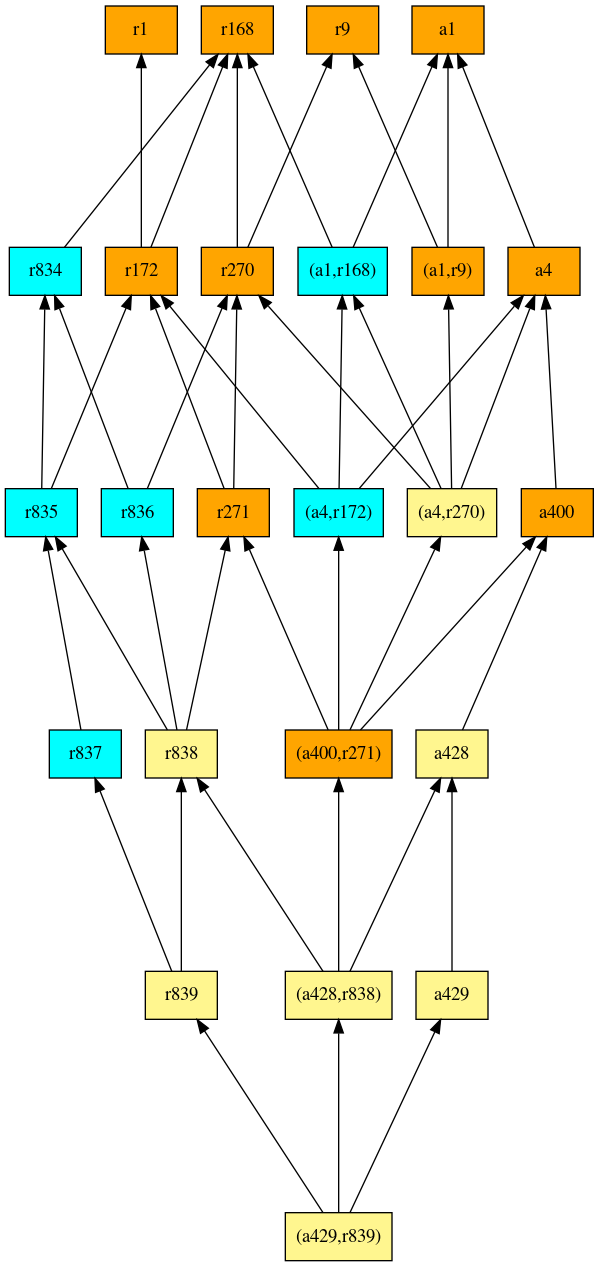 r1
r168
r9
a1
r834
r172
r270
(a1,r168)
(a1,r9)
a4
r835
r836
r271
(a4,r172)
(a4,r270)
a400
r837
r838
(a400,r271)
a428
r839
(a428,r838)
a429
(a429,r839)